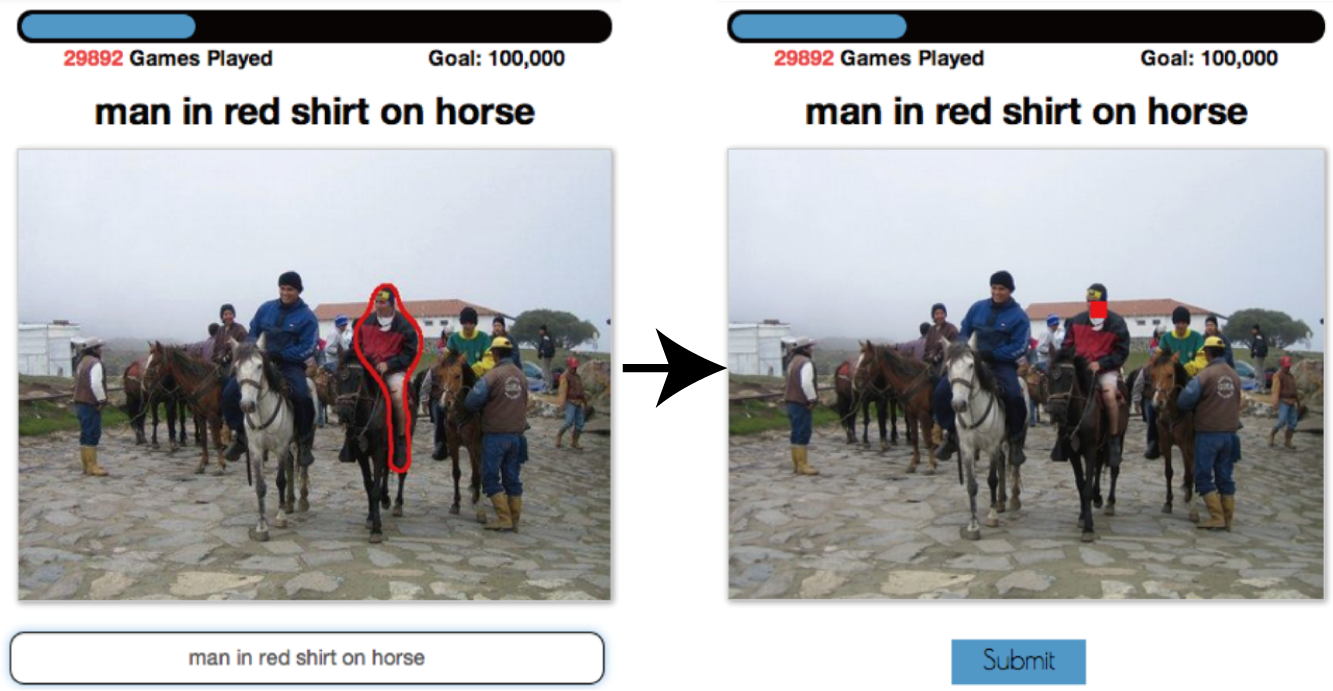 29892 Games Played
Goal: 100,000
man in red shirt on horse
man in red shirt on horse
29892 Games Played
Goal: 100,000
man in red shirt on horse
Submit